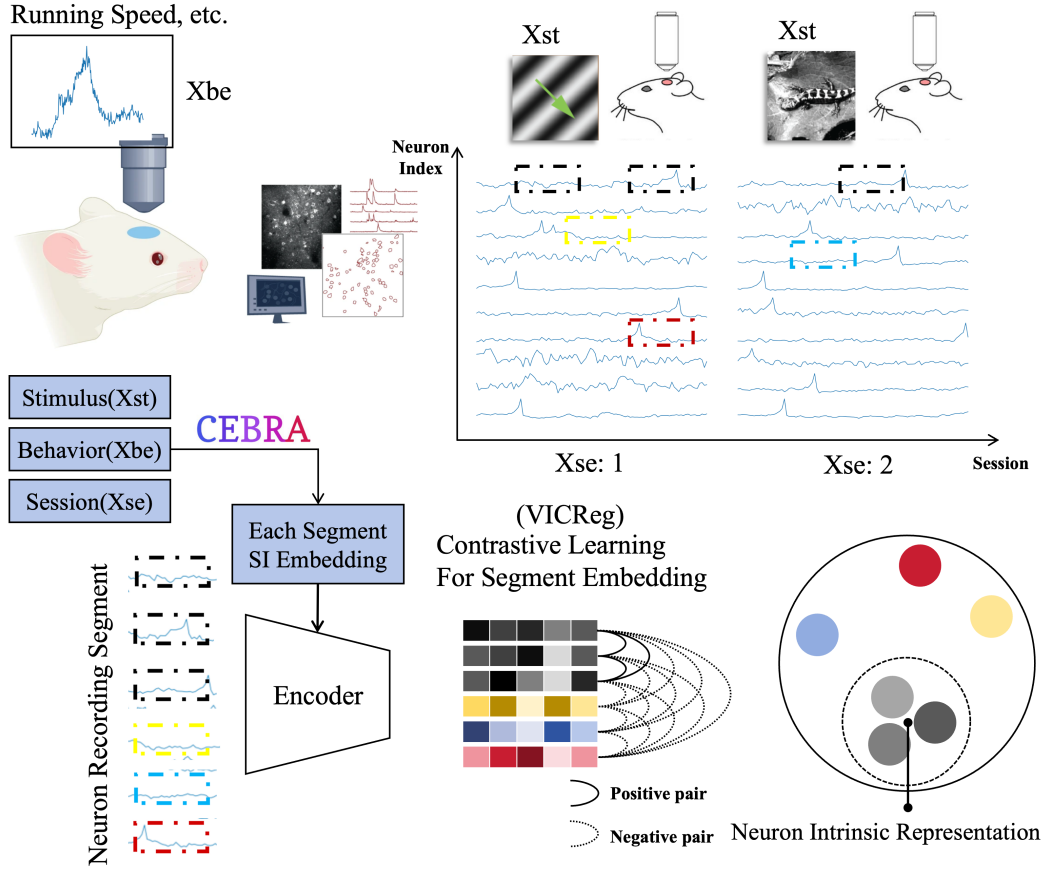 Running Speed, etc.
Xbe
Xst
Xst
Neuron
Index
Xse: 1
Xse: 2
Session
Stimulus(Xst)
Behavior(Xbe)
Session(Xse)
CEBRA
Each Segment
SI Embedding
Encoder
Neuron Recording Segment
(VICReg)
Contrastive Learning
For Segment Embedding
Positive pair
Negative pair
Neuron Intrinsic Representation